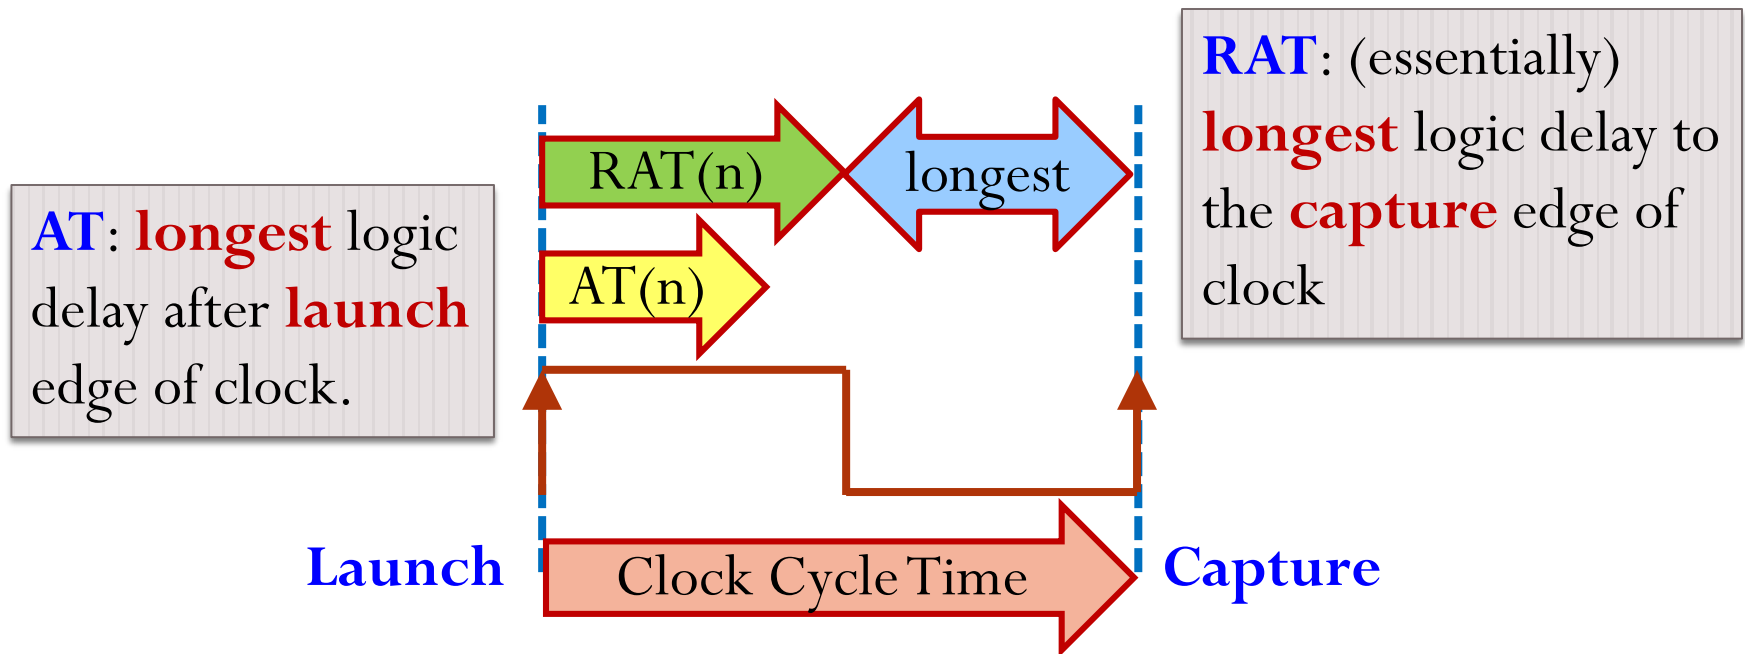 RAT: (essentially)
longest logic delay to
the capture edge of
clock
RAT(n)
longest
AT: longest logic
delay after launch
edge of clock.
AT(n)
Launch
Clock Cycle Time
Capture